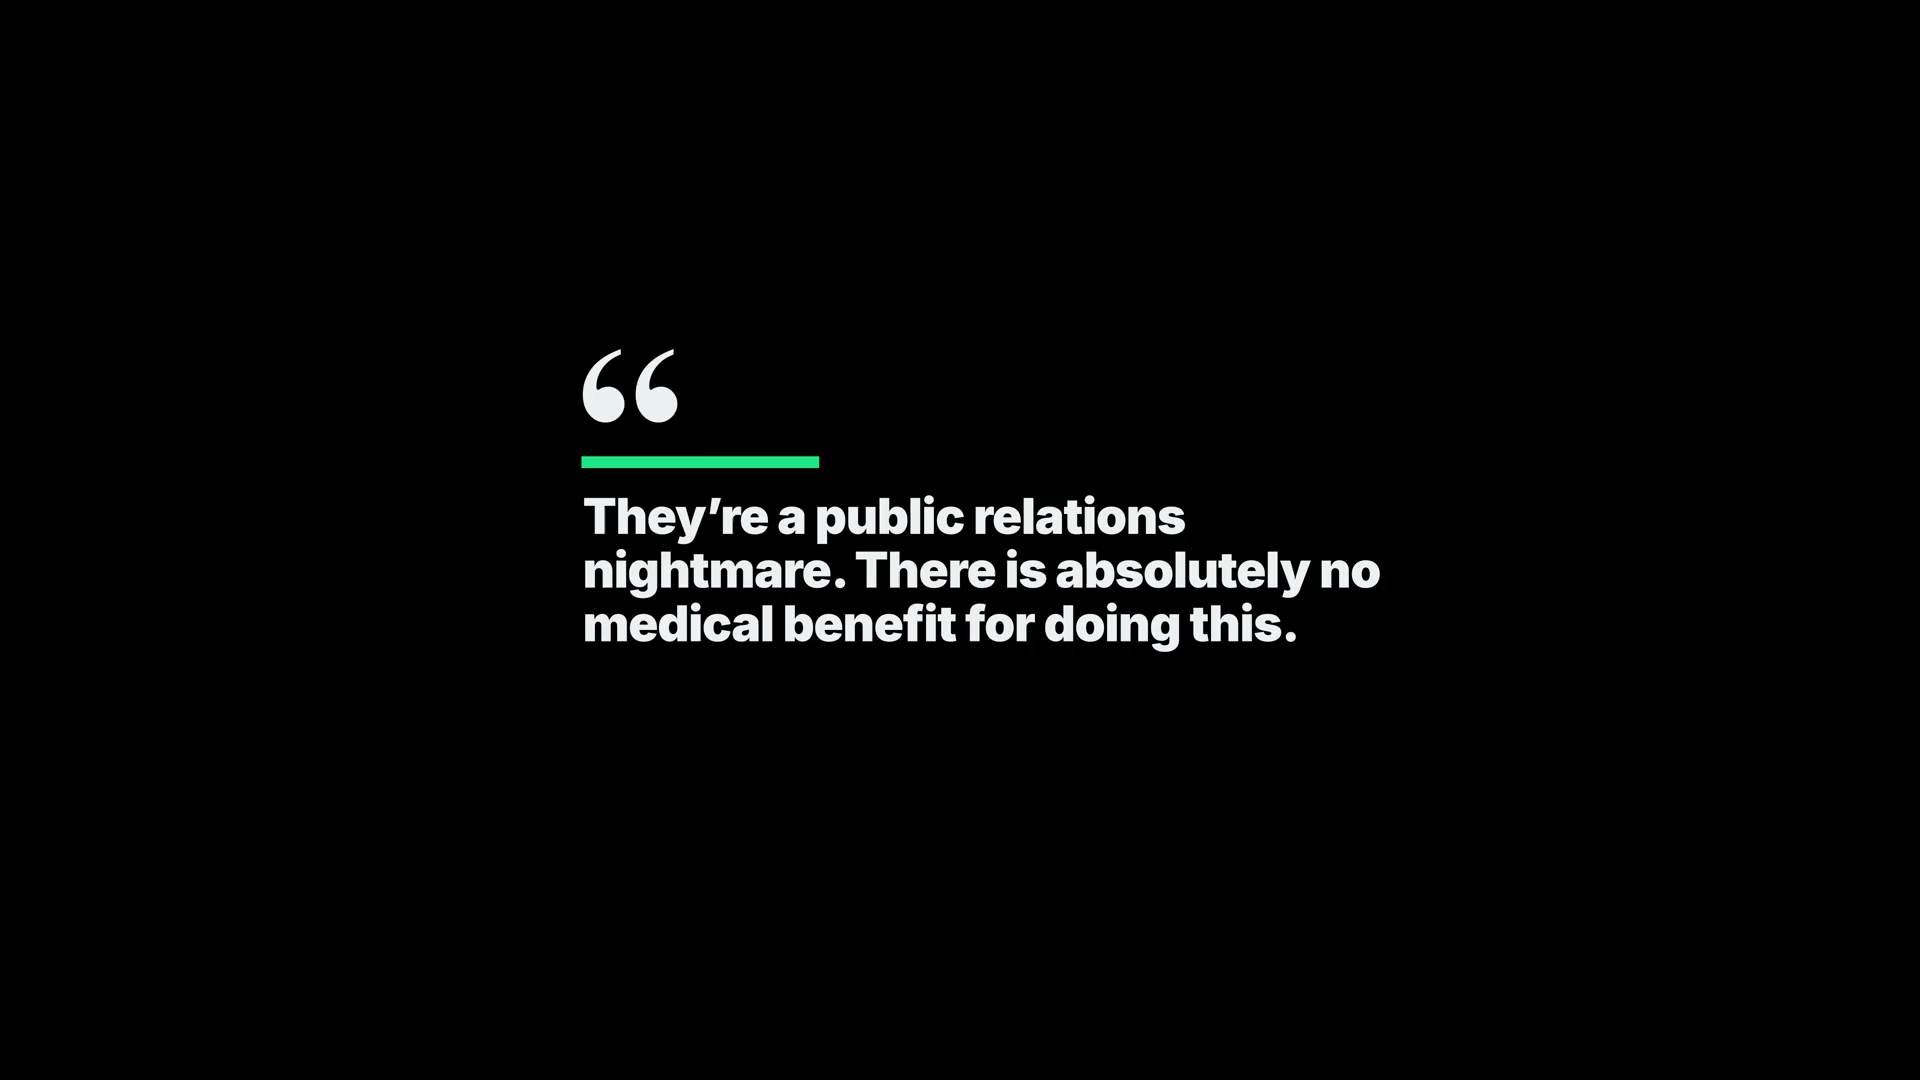 “
They’re a public relations
nightmare. There is absolutely no
medical benefit for doing this.